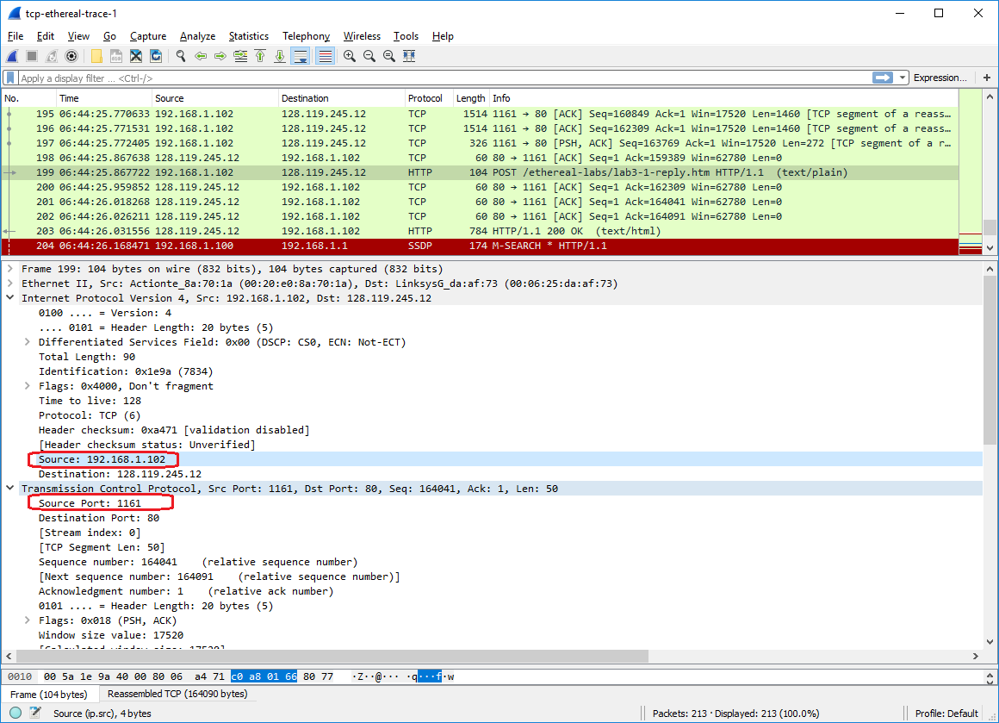 tcp-ethereal-trace-1
File Edit View Go Capture Analyze Statistics Telephony Wireless Tools Help
Apply a display filter ... <Ctrl-/> Expression... +
No. Time Source Destination Protocol Length Info
195 06:44:25.770633 192.168.1.102 128.119.245.12 TCP 1514 1161 → 80 [ACK] Seq=160849 Ack=1 Win=17520 Len=1460 [TCP segment of a reass…
196 06:44:25.771531 192.168.1.102 128.119.245.12 TCP 1514 1161 → 80 [ACK] Seq=162309 Ack=1 Win=17520 Len=1460 [TCP segment of a reass…
197 06:44:25.772405 192.168.1.102 128.119.245.12 TCP 326 1161 → 80 [PSH, ACK] Seq=163769 Ack=1 Win=17520 Len=272 [TCP segment of a r…
198 06:44:25.867638 128.119.245.12 192.168.1.102 TCP 60 80 → 1161 [ACK] Seq=1 Ack=159389 Win=62780 Len=0
199 06:44:25.867722 192.168.1.102 128.119.245.12 HTTP 104 POST /ethereal-labs/lab3-1-reply.htm HTTP/1.1 (text/plain)
200 06:44:25.959852 128.119.245.12 192.168.1.102 TCP 60 80 → 1161 [ACK] Seq=1 Ack=162309 Win=62780 Len=0
201 06:44:26.018268 128.119.245.12 192.168.1.102 TCP 60 80 → 1161 [ACK] Seq=1 Ack=164041 Win=62780 Len=0
202 06:44:26.026211 128.119.245.12 192.168.1.102 TCP 60 80 → 1161 [ACK] Seq=1 Ack=164091 Win=62780 Len=0
203 06:44:26.031556 128.119.245.12 192.168.1.102 HTTP 784 HTTP/1.1 200 OK (text/html)
204 06:44:26.168471 192.168.1.100 192.168.1.1 SSDP 174 M-SEARCH * HTTP/1.1
Frame 199: 104 bytes on wire (832 bits), 104 bytes captured (832 bits)
Ethernet II, Src: Actionte_8a:70:1a (00:20:e0:8a:70:1a), Dst: LinksysG_da:af:73 (00:06:25:da:af:73)
Internet Protocol Version 4, Src: 192.168.1.102, Dst: 128.119.245.12
0100 .... = Version: 4
.... 0101 = Header Length: 20 bytes (5)
Differentiated Services Field: 0x00 (DSCP: CS0, ECN: Not-ECT)
Total Length: 90
Identification: 0x1e9a (7834)
Flags: 0x4000, Don't fragment
Time to live: 128
Protocol: TCP (6)
Header checksum: 0xa471 [validation disabled]
[Header checksum status: Unverified]
Source: 192.168.1.102
Destination: 128.119.245.12
Transmission Control Protocol, Src Port: 1161, Dst Port: 80, Seq: 164041, Ack: 1, Len: 50
Source Port: 1161
Destination Port: 80
[Stream index: 0]
[TCP Segment Len: 50]
Sequence number: 164041 (relative sequence number)
[Next sequence number: 164091 (relative sequence number)]
Acknowledgment number: 1 (relative ack number)
0101 .... = Header Length: 20 bytes (5)
Flags: 0x018 (PSH, ACK)
Window size value: 17520
[Calculated window size: 17520]
0010 00 5a 1e 9a 40 00 80 06 a4 71 c0 a8 01 66 80 77 ·Z··@··· ·q···f·w
Frame (104 bytes) Reassembled TCP (164090 bytes)
Source (ip.src), 4 bytes Packets: 213 · Displayed: 213 (100.0%) Profile: Default